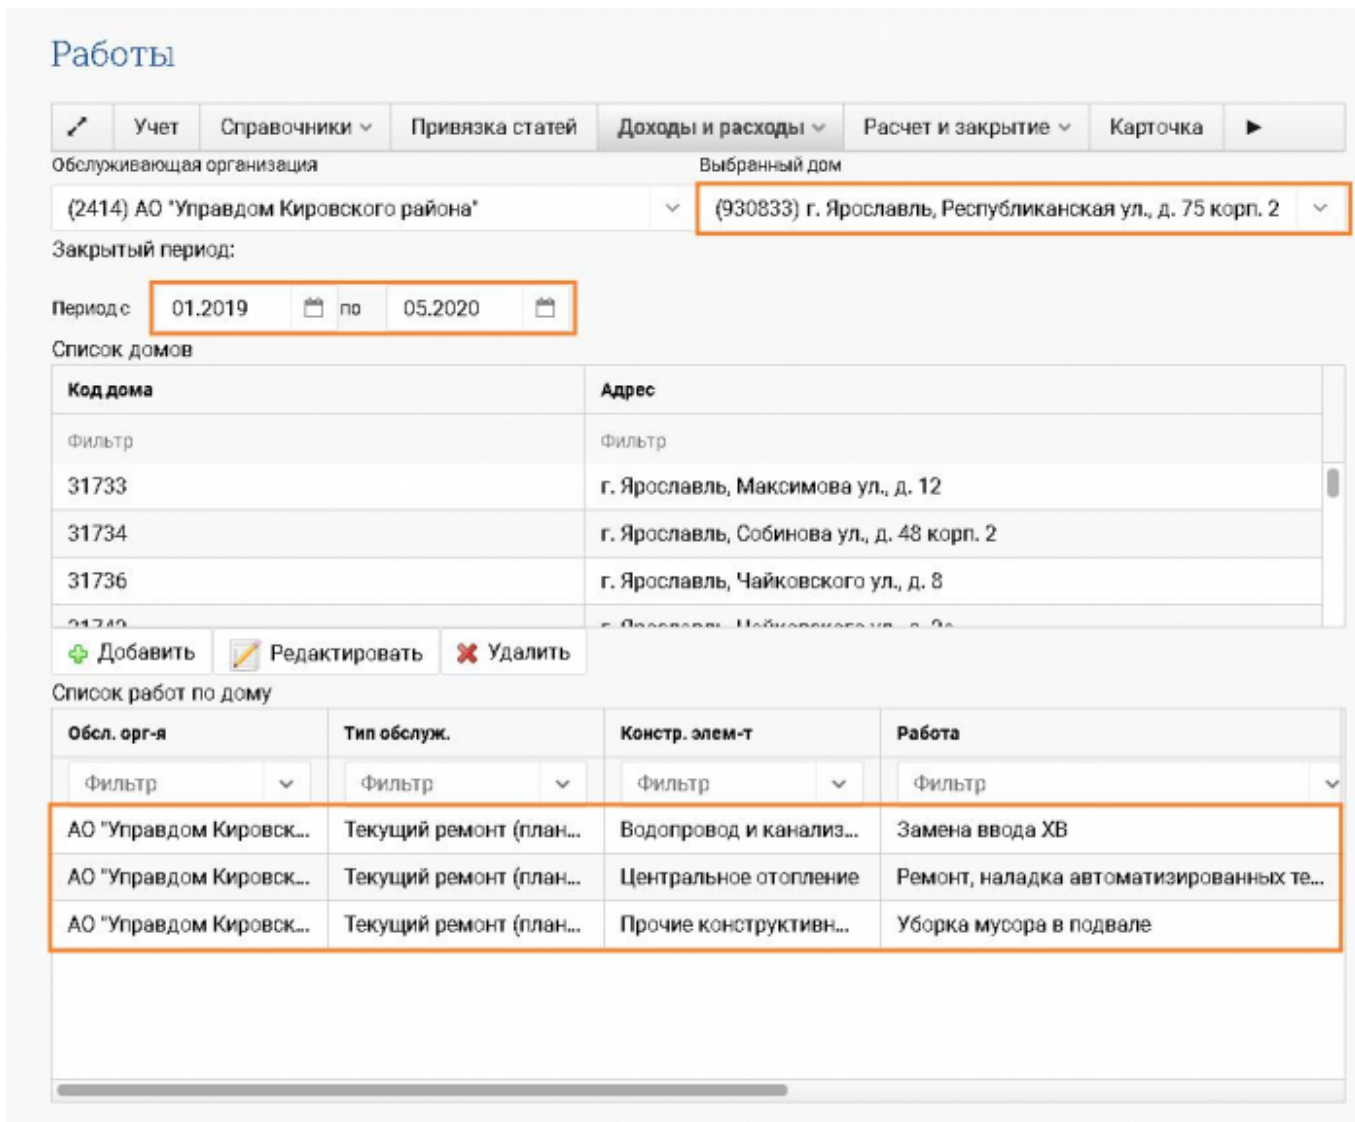 Работы
Учет Справочники Привязка статей Доходы и расходы Расчет и закрытие Карточка
Обслуживающая организация Выбранный дом
(2414) АО "Управдом Кировского района" (930833) г. Ярославль, Республиканская ул., д. 75 корп. 2
Закрытый период:
Период с 01.2019 по 05.2020
Список домов
Код дома Адрес
Фильтр Фильтр
31733 г. Ярославль, Максимова ул., д. 12
31734 г. Ярославль, Собинова ул., д. 48 корп. 2
31736 г. Ярославль, Чайковского ул., д. 8
Добавить Редактировать Удалить
Список работ по дому
Обсл. орг-я Тип обслуж. Констр. элем-т Работа
Фильтр Фильтр Фильтр Фильтр
АО "Управдом Кировск... Текущий ремонт (план... Водопровод и канализ... Замена ввода ХВ
АО "Управдом Кировск... Текущий ремонт (план... Центральное отопление Ремонт, наладка автоматизированных те...
АО "Управдом Кировск... Текущий ремонт (план... Прочие конструктивн... Уборка мусора в подвале